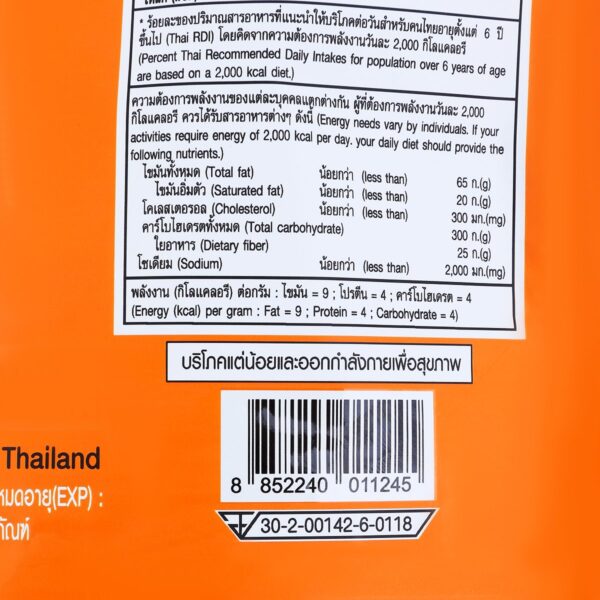 * ร้อยละของปริมาณสารอาหารที่แนะนำให้บริโภคต่อวันสำหรับคนไทยอายุตั้งแต่ 6 ปี
ขึ้นไป (Thai RDI) โดยคิดจากความต้องการพลังงานวันละ 2,000 กิโลแคลอรี
(Percent Thai Recommended Daily Intakes for population over 6 years of age
are based on a 2,000 kcal diet.)
ความต้องการพลังงานของแต่ละบุคคลแตกต่างกัน ผู้ที่ต้องการพลังงานวันละ 2,000
กิโลแคลอรี ควรได้รับสารอาหารต่างๆ ดังนี้ (Energy needs vary by individuals. If your
activities require energy of 2,000 kcal per day. your daily diet should provide the
following nutrients.)
ไขมันทั้งหมด (Total fat) น้อยกว่า (less than) 65 ก.(g)
ไขมันอิ่มตัว (Saturated fat) น้อยกว่า (less than) 20 ก.(g)
โคเลสเตอรอล (Cholesterol) น้อยกว่า (less than) 300 มก.(mg)
คาร์โบไฮเดรตทั้งหมด (Total carbohydrate) 300 ก.(g)
ใยอาหาร (Dietary fiber) 25 ก.(g)
โซเดียม (Sodium) น้อยกว่า (less than) 2,000 มก.(mg)
พลังงาน (กิโลแคลอรี) ต่อกรัม : ไขมัน = 9 ; โปรตีน = 4 ; คาร์โบไฮเดรต = 4
(Energy (kcal) per gram : Fat = 9 ; Protein = 4 ; Carbohydrate = 4)
บริโภคแต่น้อยและออกกำลังกายเพื่อสุขภาพ
8 852240 011245
30-2-00142-6-0118
Thailand
หมดอายุ(EXP) :